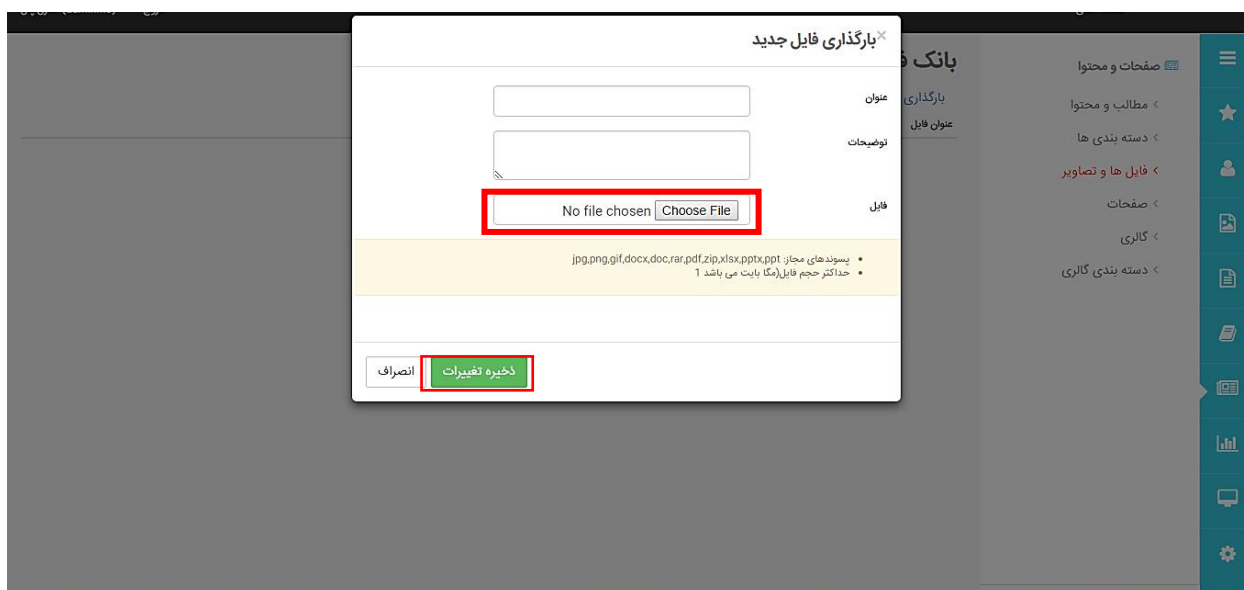 ×بارگذاری فایل جدید
عنوان
توضیحات
فایل
Choose File No file chosen
پسوندهای مجاز: jpg,png,gif,docx,doc,rar,pdf,zip,xlsx,pptx,ppt
حداکثر حجم فایل(مگا بایت می باشد 1
ذخیره تغییرات
انصراف
صفحات و محتوا
مطالب و محتوا
دسته بندی ها
فایل ها و تصاویر
صفحات
گالری
دسته بندی گالری
بانک
بارگذاری
عنوان فایل